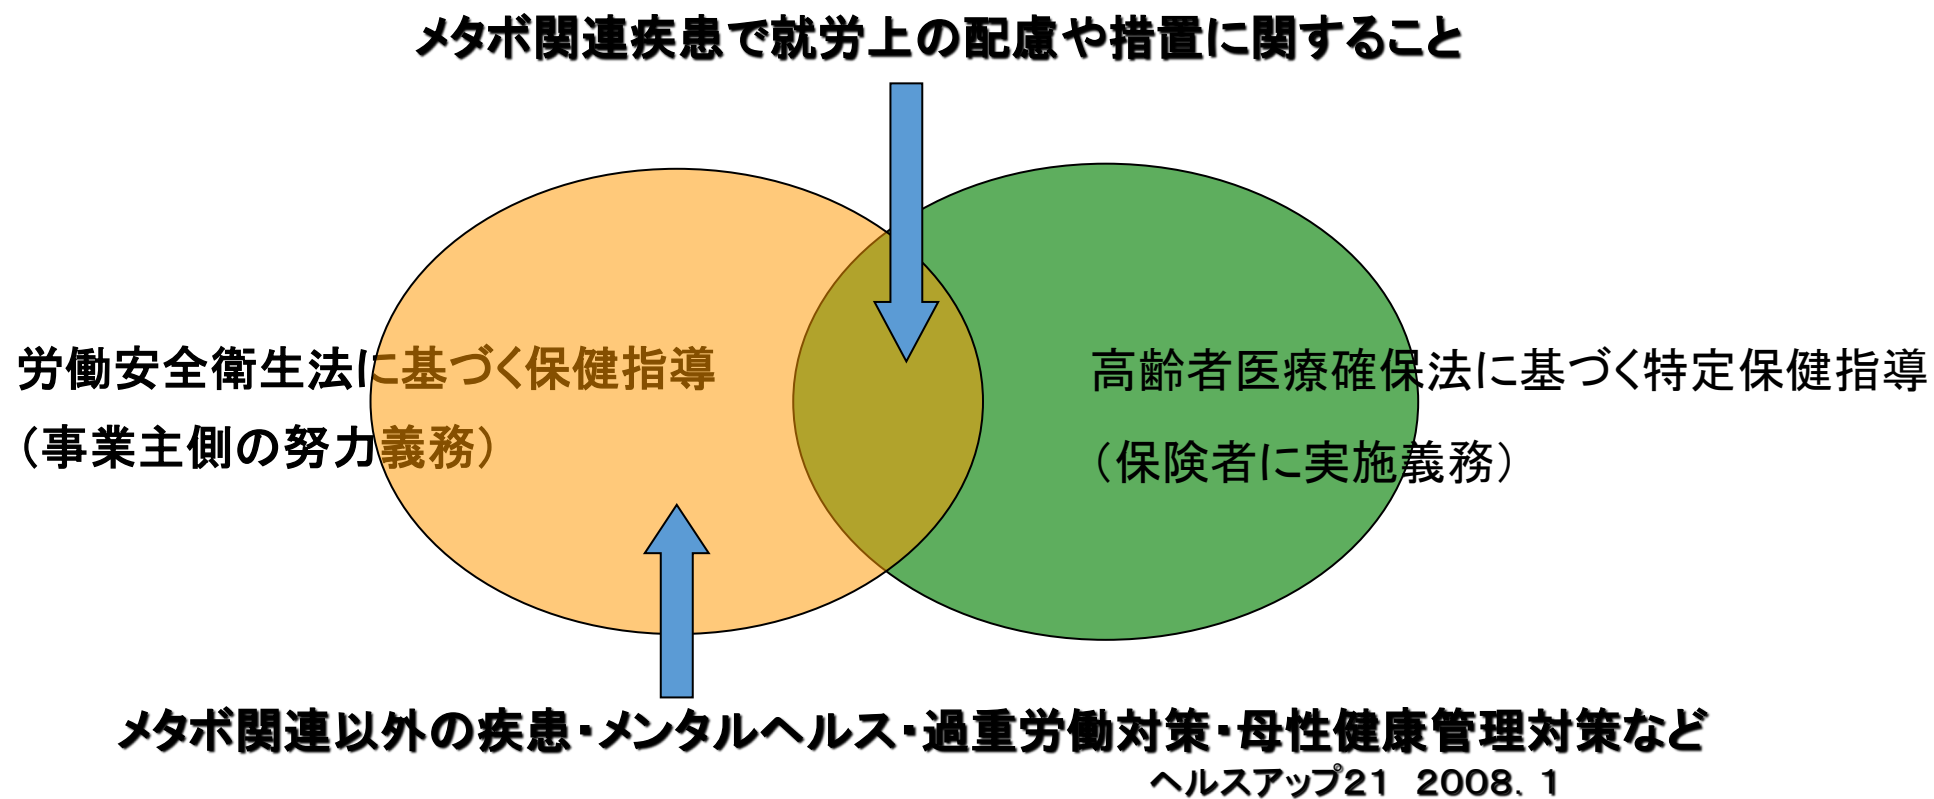 メタボ関連疾患で就労上の配慮や措置に関すること
労働安全衛生法に基づく保健指導
（事業主側の努力義務）
高齢者医療確保法に基づく特定保健指導
（保険者に実施義務）
メタボ関連以外の疾患・メンタルヘルス・過重労働対策・母性健康管理対策など
ヘルスアップ２１　２００８．１